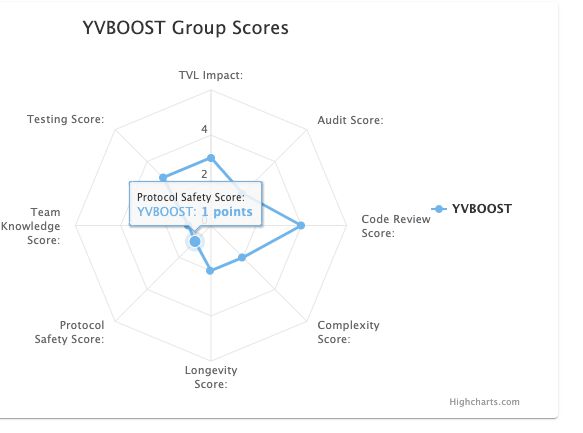 YVBOOST Group Scores
TVL Impact:
Testing Score:
Audit Score:
4
2
0
Protocol Safety Score:
YVBOOST: 1 points
Team
Knowledge
Score:
Code Review
Score:
YVBOOST
Protocol
Safety Score:
Complexity
Score:
Longevity
Score:
Highcharts.com